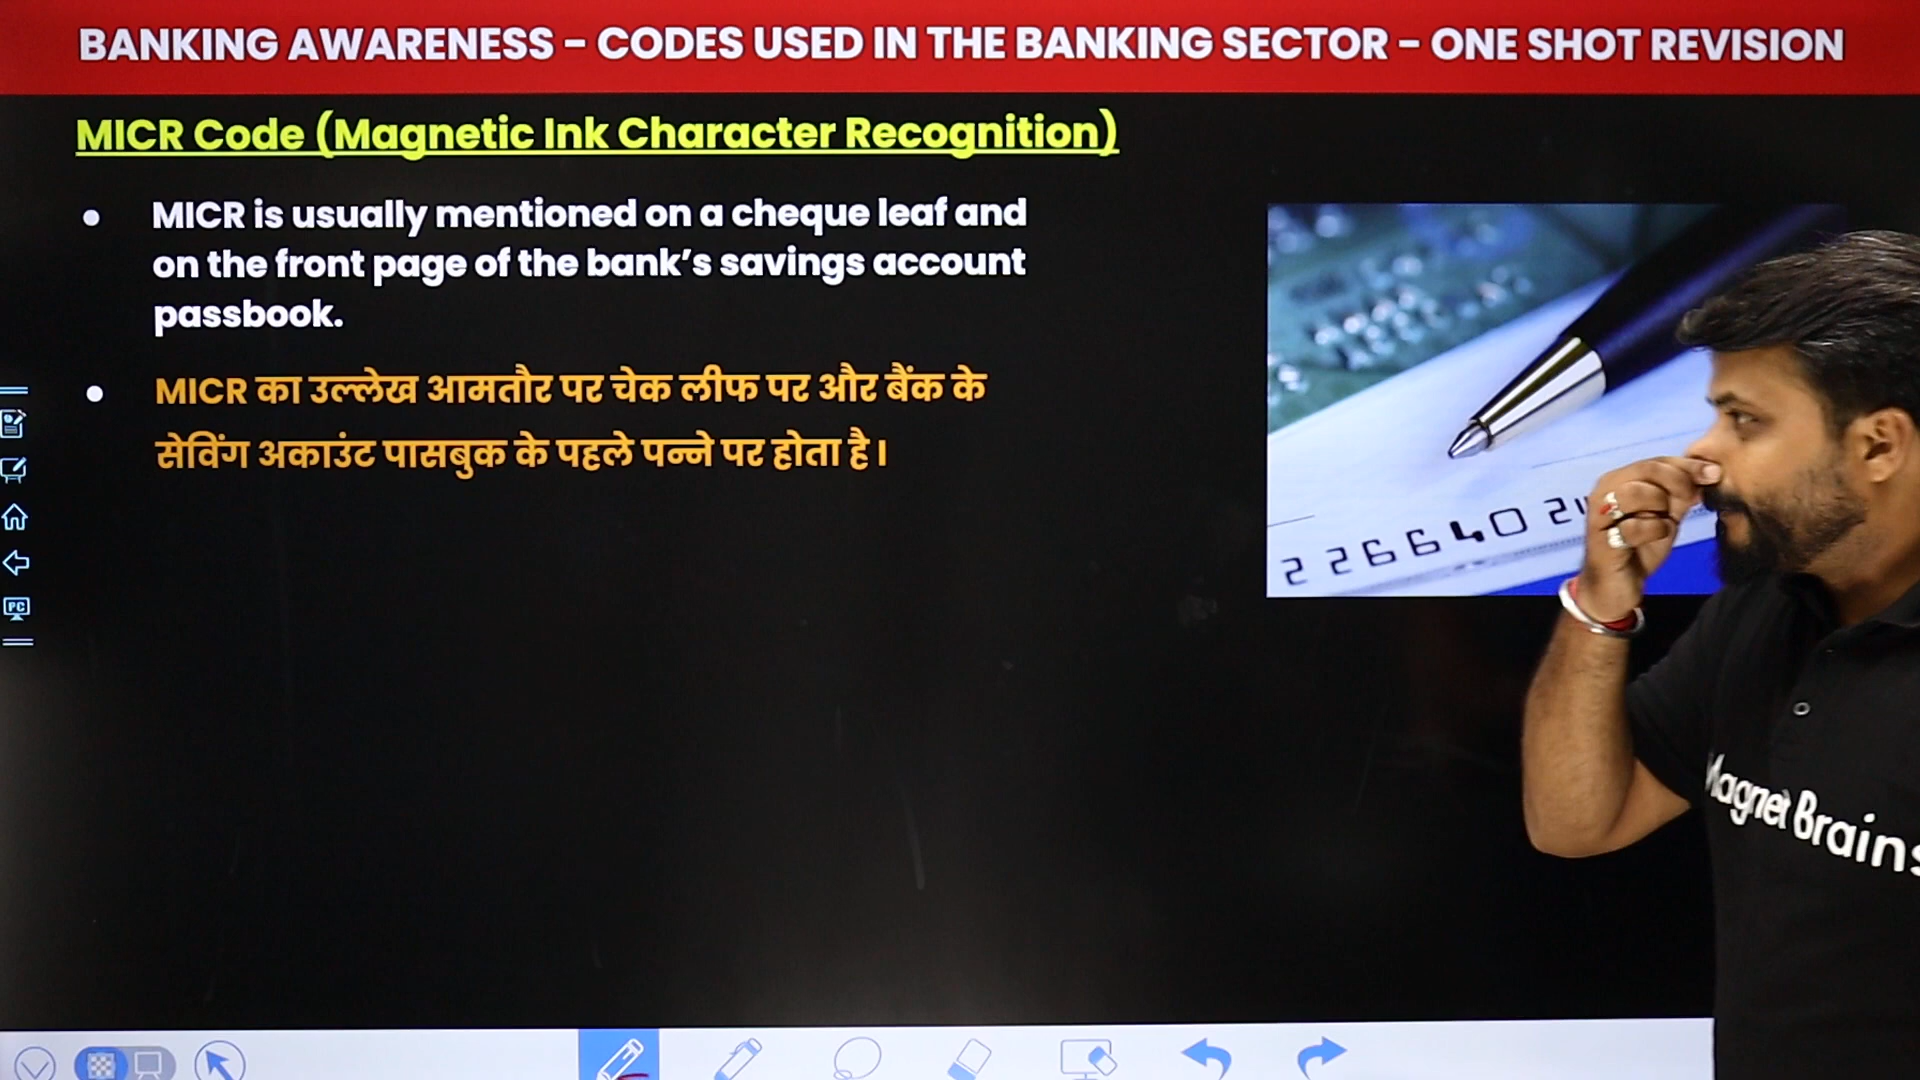 BANKING AWARENESS - CODES USED IN THE BANKING SECTOR - ONE SHOT REVISION
MICR Code (Magnetic Ink Character Recognition)
• MICR is usually mentioned on a cheque leaf and
on the front page of the bank's savings account
passbook.
• MICR का उल्लेख आमतौर पर चेक लीफ पर और बैंक के
सेविंग अकाउंट पासबुक के पहले पन्ने पर होता है।
2 26640 2
PC
Magnet Brains